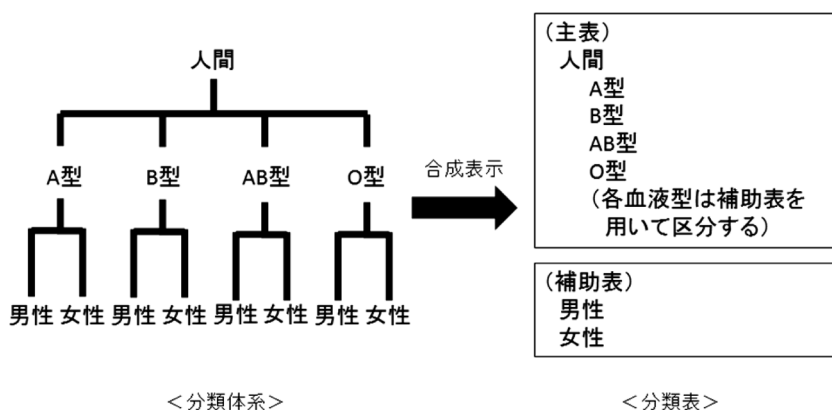 人間
A型 B型 AB型 O型
男性 女性 男性 女性 男性 女性 男性 女性
<分類体系>
合成表示
(主表)
人間
A型
B型
AB型
O型
(各血液型は補助表を
用いて区分する)
(補助表)
男性
女性
<分類表>